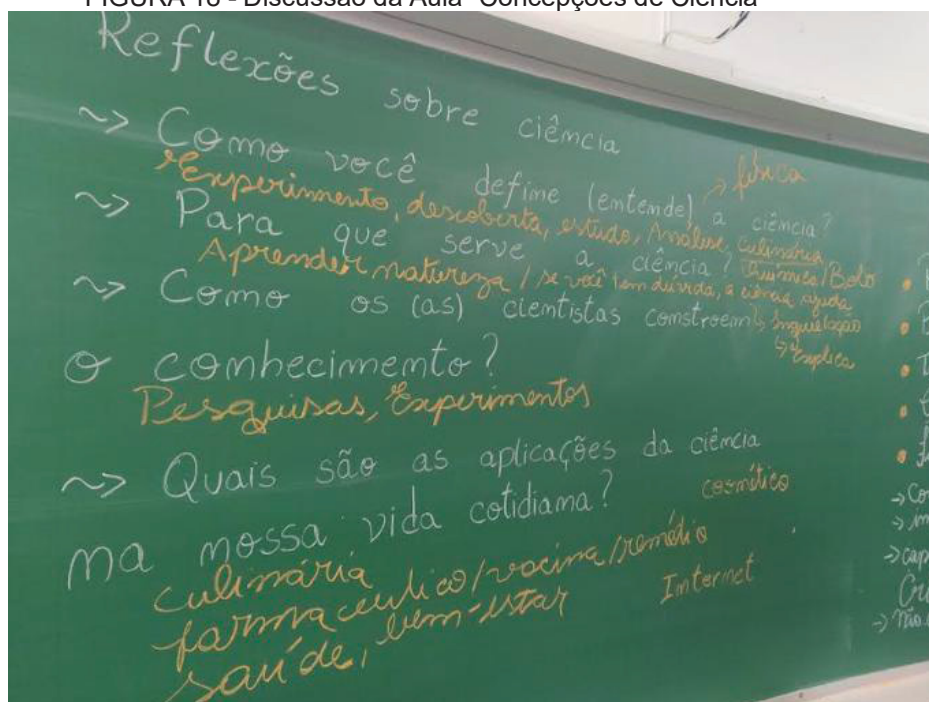 FIGURA 18 - Discussão da Aula "Concepções de Ciência"
Reflexões sobre ciência
~> Como você define (entende) a ciência?
→ física
Experimento, descoberta, estudo, Análise, culinária
~> Para que serve a ciência? Química/Bolo
Aprender natureza / se você tem dúvida, a ciência ajuda
~> Como os (as) cientistas constroem
↳ Inquietação
↳ Explica
o conhecimento?
Pesquisas, Experimentos
~> Quais são as aplicações da ciência
na nossa vida cotidiana? cosmético
culinária
farmacêutico/vacina/remédio
saúde, bem-estar Internet